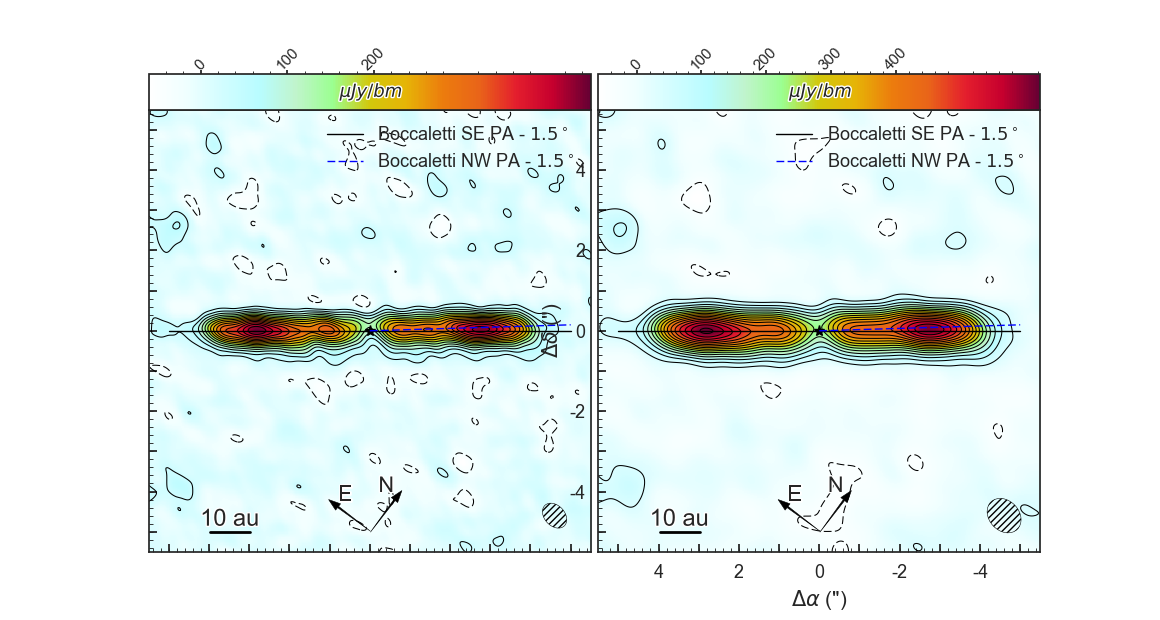 0 100 200
0 100 200 300 400
μJy/bm
μJy/bm
Boccaletti SE PA - 1.5°
Boccaletti NW PA - 1.5°
Boccaletti SE PA - 1.5°
Boccaletti NW PA - 1.5°
4
2
0
-2
-4
Δδ (")
E
N
10 au
E
N
10 au
4 2 0 -2 -4
Δα (")